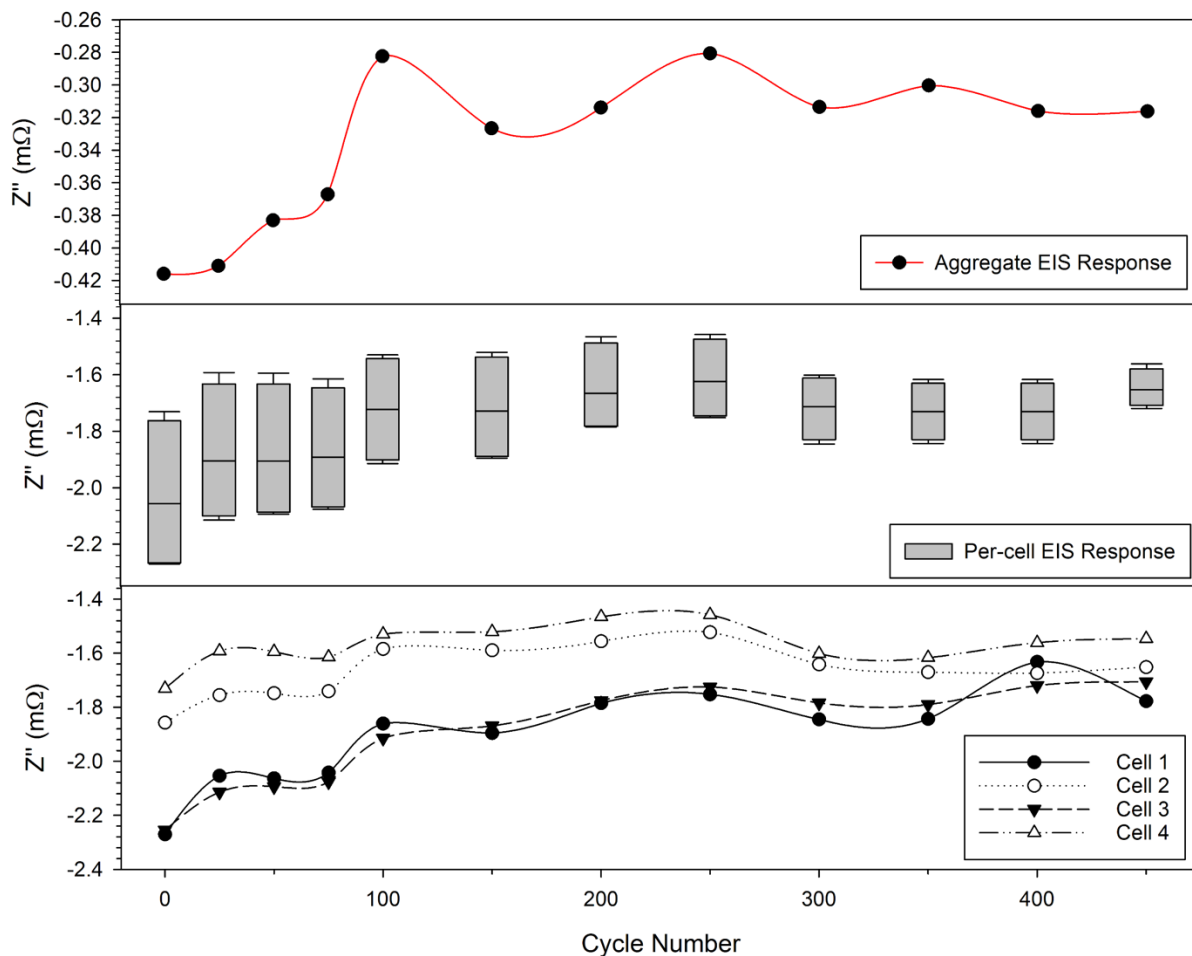 -0.26
-0.28
-0.30
-0.32
-0.34
-0.36
-0.38
-0.40
-0.42
Z" (mΩ)
Aggregate EIS Response
-1.4
-1.6
-1.8
-2.0
-2.2
Z" (mΩ)
Per-cell EIS Response
-1.4
-1.6
-1.8
-2.0
-2.2
-2.4
Z" (mΩ)
Cell 1
Cell 2
Cell 3
Cell 4
0 100 200 300 400
Cycle Number